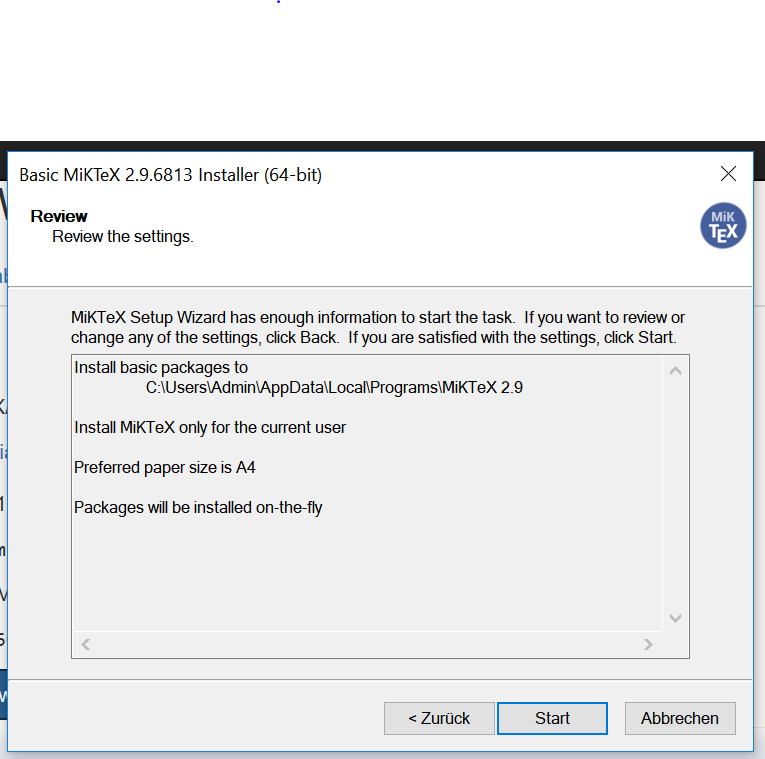 Basic MiKTeX 2.9.6813 Installer (64-bit)
Review
Review the settings.
MiK
TEX
MiKTeX Setup Wizard has enough information to start the task. If you want to review or
change any of the settings, click Back. If you are satisfied with the settings, click Start.
Install basic packages to
C:\Users\Admin\AppData\Local\Programs\MiKTeX 2.9
Install MiKTeX only for the current user
Preferred paper size is A4
Packages will be installed on-the-fly
< Zurück
Start
Abbrechen